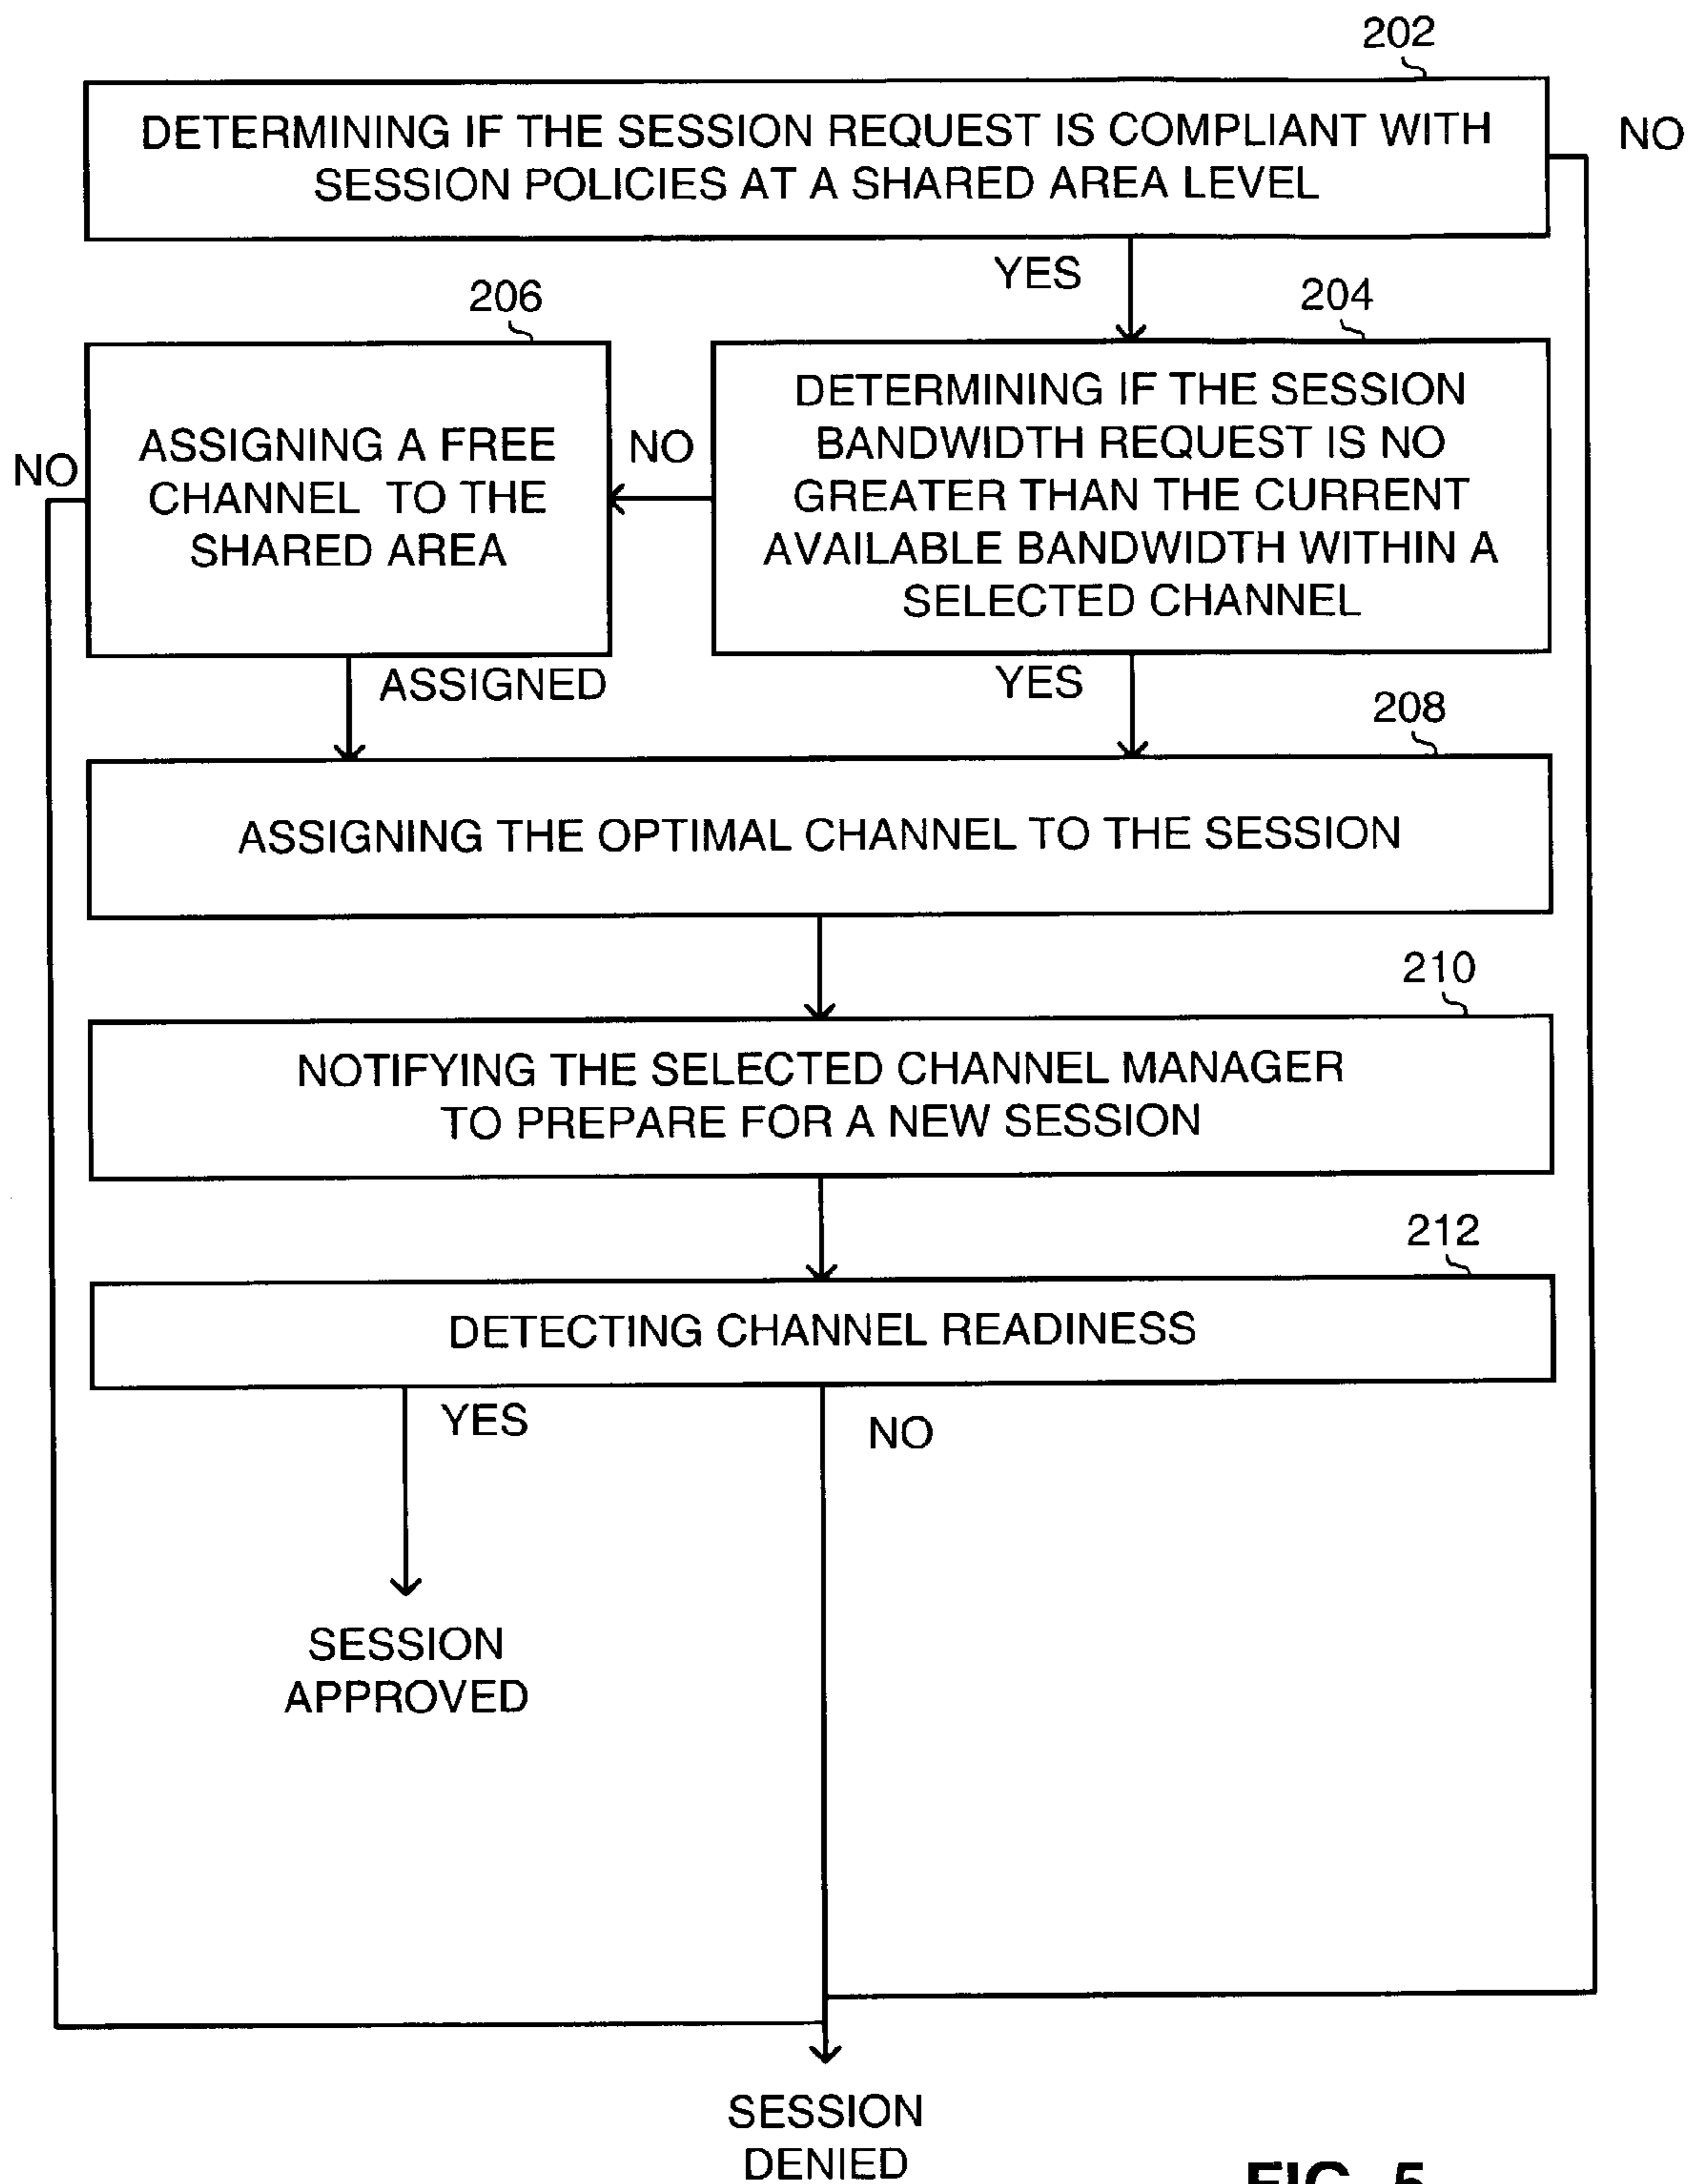 202
DETERMINING IF THE SESSION REQUEST IS COMPLIANT WITH
SESSION POLICIES AT A SHARED AREA LEVEL
NO
YES
206
204
ASSIGNING A FREE
CHANNEL TO THE
SHARED AREA
NO
NO
DETERMINING IF THE SESSION
BANDWIDTH REQUEST IS NO
GREATER THAN THE CURRENT
AVAILABLE BANDWIDTH WITHIN A
SELECTED CHANNEL
ASSIGNED
YES
208
ASSIGNING THE OPTIMAL CHANNEL TO THE SESSION
210
NOTIFYING THE SELECTED CHANNEL MANAGER
TO PREPARE FOR A NEW SESSION
212
DETECTING CHANNEL READINESS
YES
NO
SESSION
APPROVED
SESSION
DENIED
FIG. 5